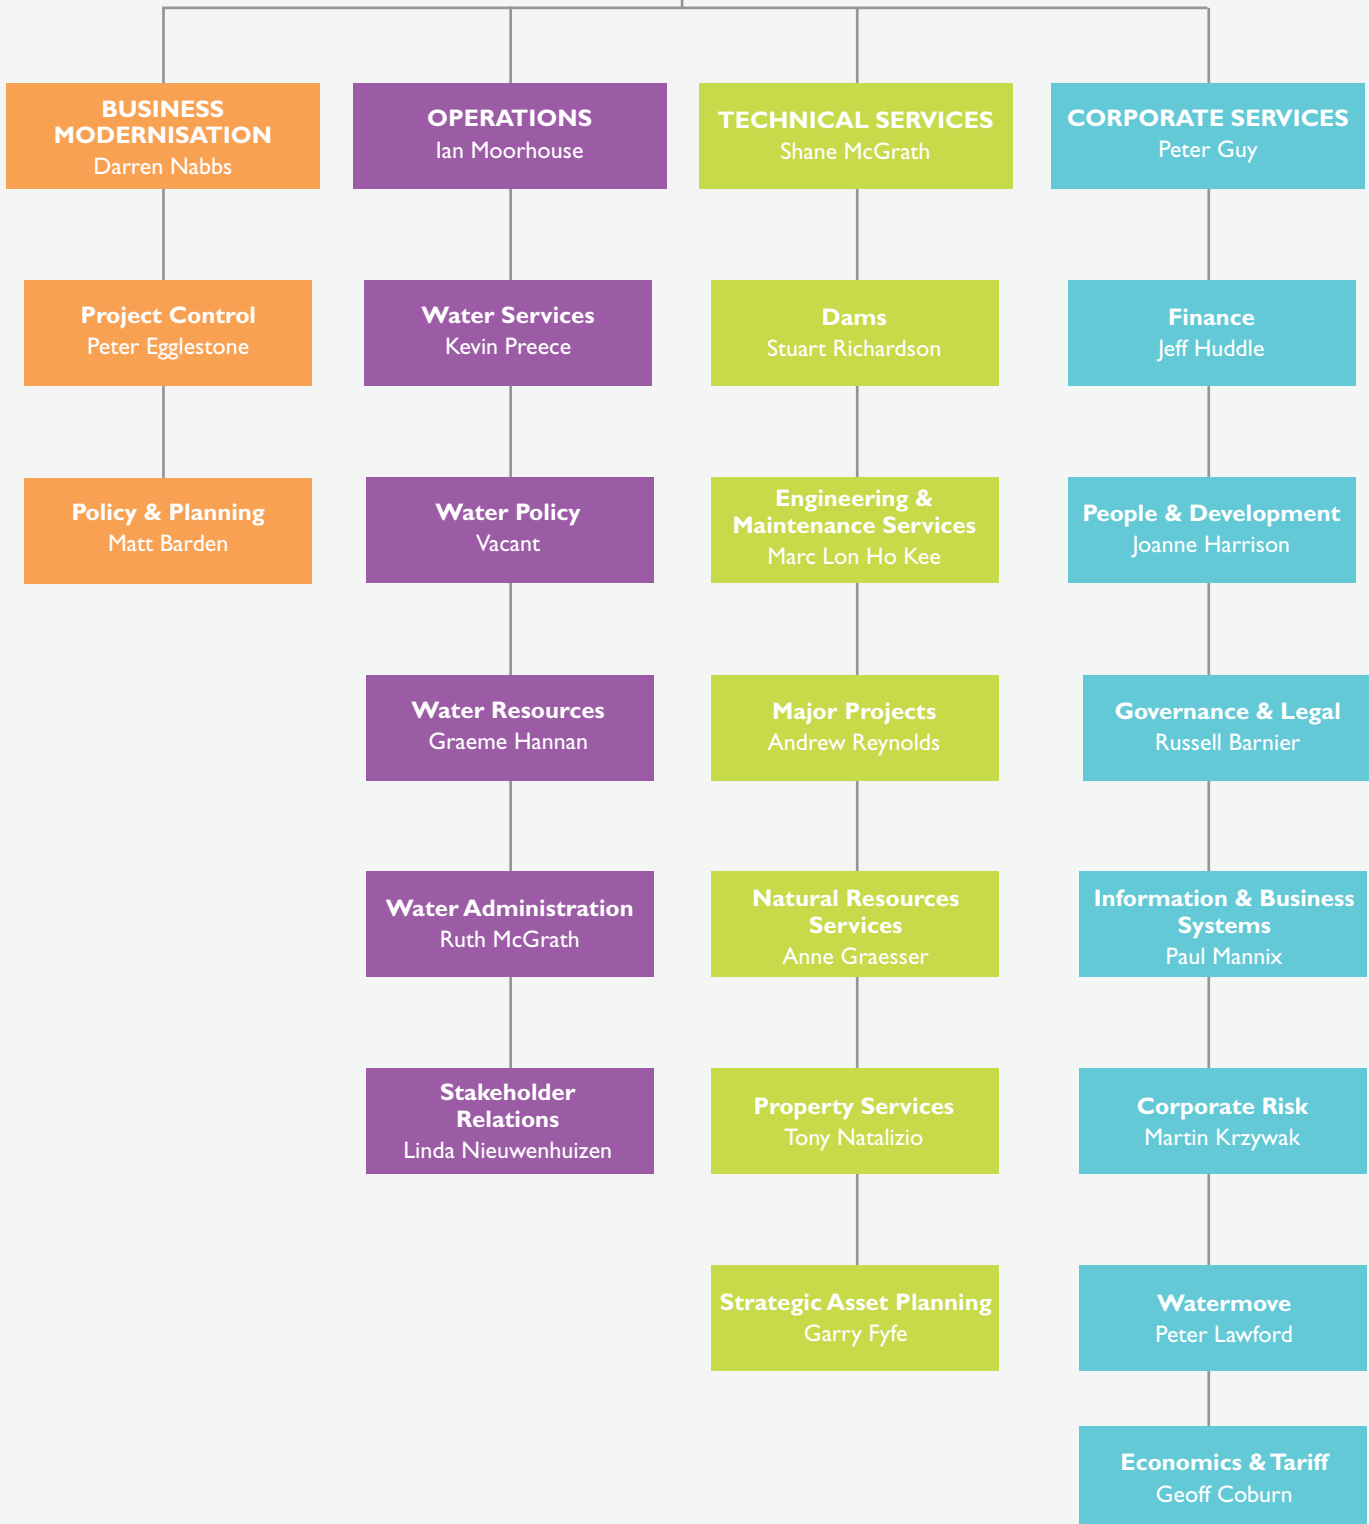 BUSINESS
MODERNISATION
Darren Nabbs
OPERATIONS
Ian Moorhouse
TECHNICAL SERVICES
Shane McGrath
CORPORATE SERVICES
Peter Guy
Project Control
Peter Egglestone
Water Services
Kevin Preece
Dams
Stuart Richardson
Finance
Jeff Huddle
Policy & Planning
Matt Barden
Water Policy
Vacant
Engineering &
Maintenance Services
Marc Lon Ho Kee
People & Development
Joanne Harrison
Water Resources
Graeme Hannan
Major Projects
Andrew Reynolds
Governance & Legal
Russell Barnier
Water Administration
Ruth McGrath
Natural Resources
Services
Anne Graesser
Information & Business
Systems
Paul Mannix
Stakeholder
Relations
Linda Nieuwenhuizen
Property Services
Tony Natalizio
Corporate Risk
Martin Krzywak
Strategic Asset Planning
Garry Fyfe
Watermove
Peter Lawford
Economics & Tariff
Geoff Coburn